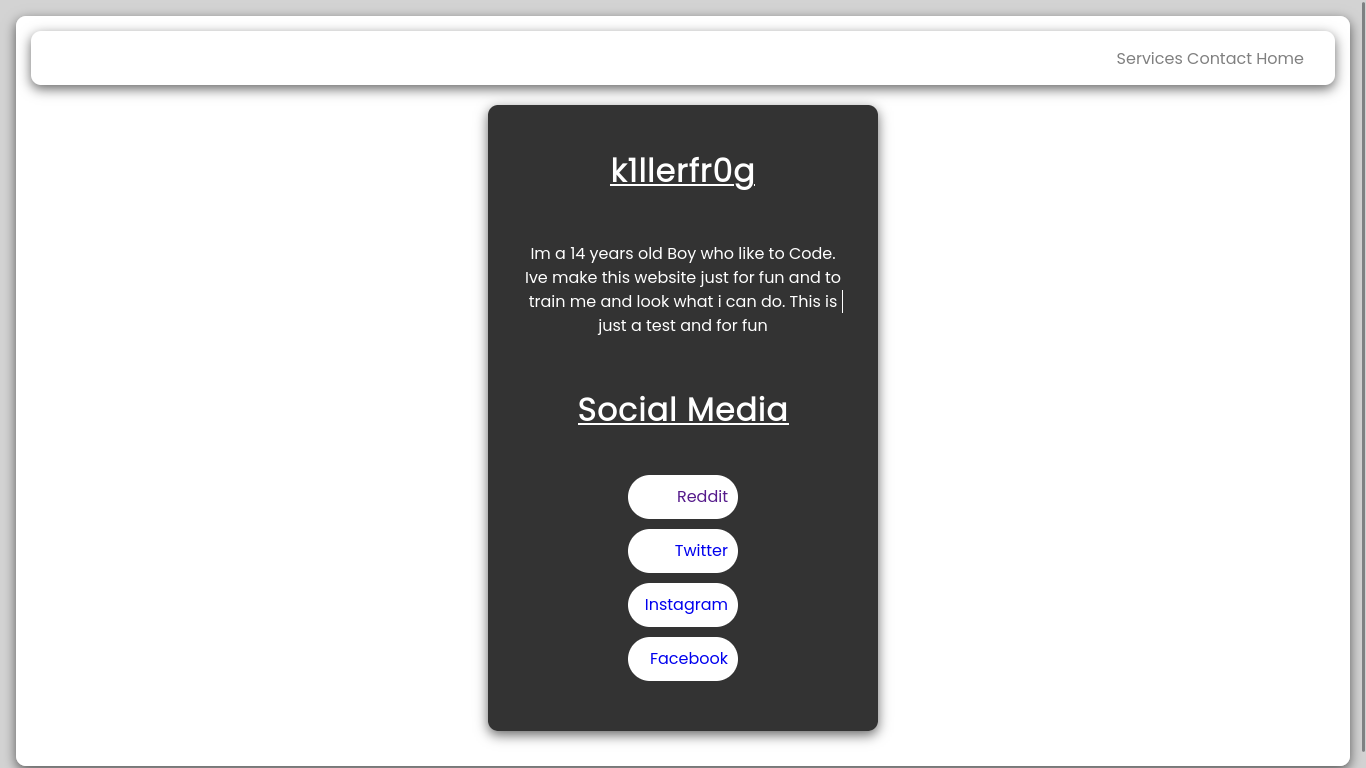 Services Contact Home
k1llerfr0g
Im a 14 years old Boy who like to Code.
Ive make this website just for fun and to
train me and look what i can do. This is
just a test and for fun
Social Media
Reddit
Twitter
Instagram
Facebook